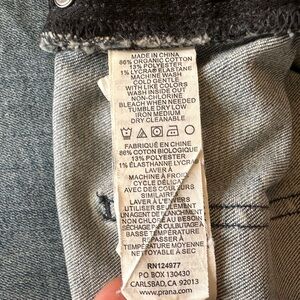 MADE IN CHINA
86% ORGANIC COTTON
13% POLYESTER
1% LYCRA® ELASTANE
MACHINE WASH
COLD GENTLE
WITH LIKE COLORS
WASH INSIDE OUT
NON-CHLORINE
BLEACH WHEN NEEDED
TUMBLE DRY LOW
IRON MEDIUM
DRY CLEANABLE
FABRIQUÉ EN CHINE
86% COTON BIOLOGIQUE
13% POLYESTER
1% ÉLASTHANNE LYCRA®
LAVER À
MACHINE À FROID
CYCLE DÉLICAT
AVEC DES COULEURS
SIMILAIRES
LAVER À L'ENVERS
UTILISER SEULEMENT
UN AGENT DE BLANCHIMENT
NON CHLORÉ AU BESOIN
SÉCHAGE PAR CULBUTAGE À
BASSE TEMPÉRATURE
REPASSER À
TEMPÉRATURE MOYENNE
NETTOYABLE À SEC
RN124977
PO BOX 130430
CARLSBAD, CA 92013
www.prana.com